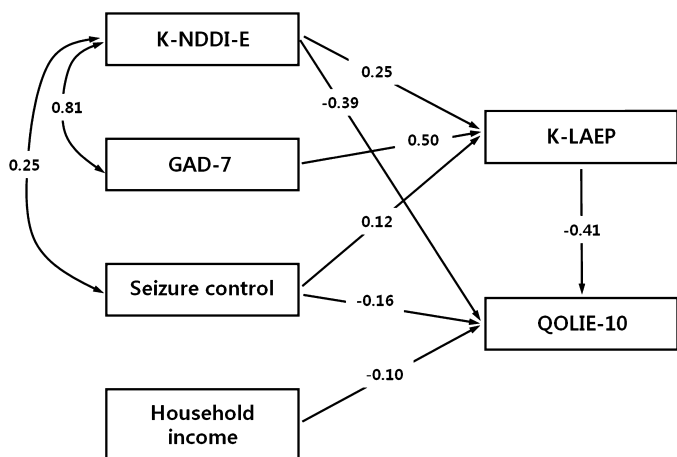 K-NDDI-E
0.25
-0.39
0.81
K-LAEP
0.50
GAD-7
0.25
0.12
-0.41
Seizure control
-0.16
QOLIE-10
-0.10
Household
income